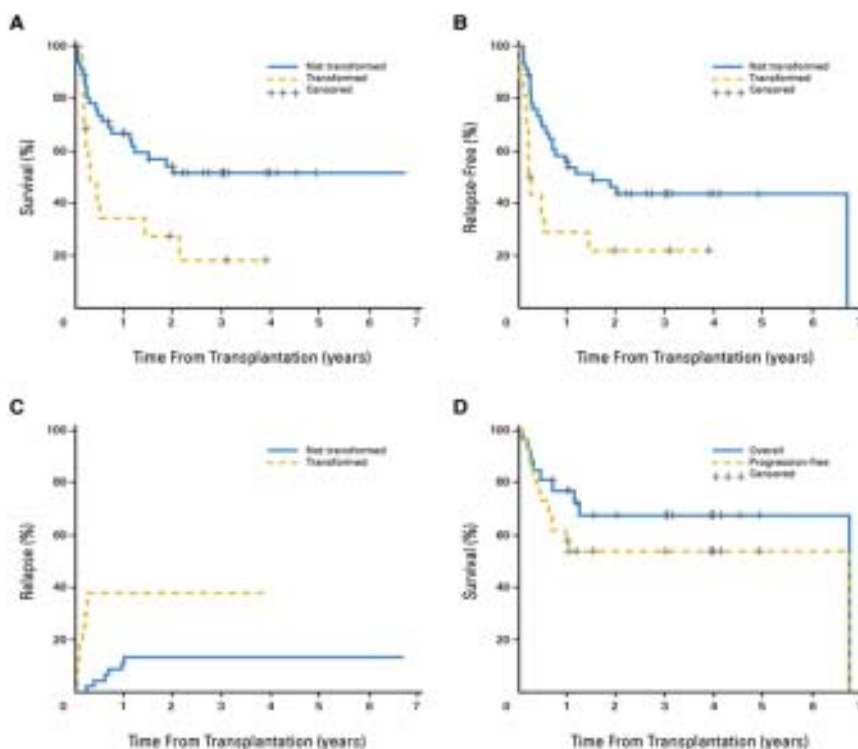 A
100
80
60
40
20
0
Survival (%)
Not transformed
Transformed
Censored
1 2 3 4 5 6 7
Time From Transplantation (years)
B
100
80
60
40
20
0
Relapse-Free (%)
Not transformed
Transformed
Censored
1 2 3 4 5 6 7
Time From Transplantation (years)
C
100
80
60
40
20
0
Relapse (%)
Not transformed
Transformed
1 2 3 4 5 6 7
Time From Transplantation (years)
D
100
80
60
40
20
0
Survival (%)
Overall
Progression-free
Censored
1 2 3 4 5 6 7
Time From Transplantation (years)